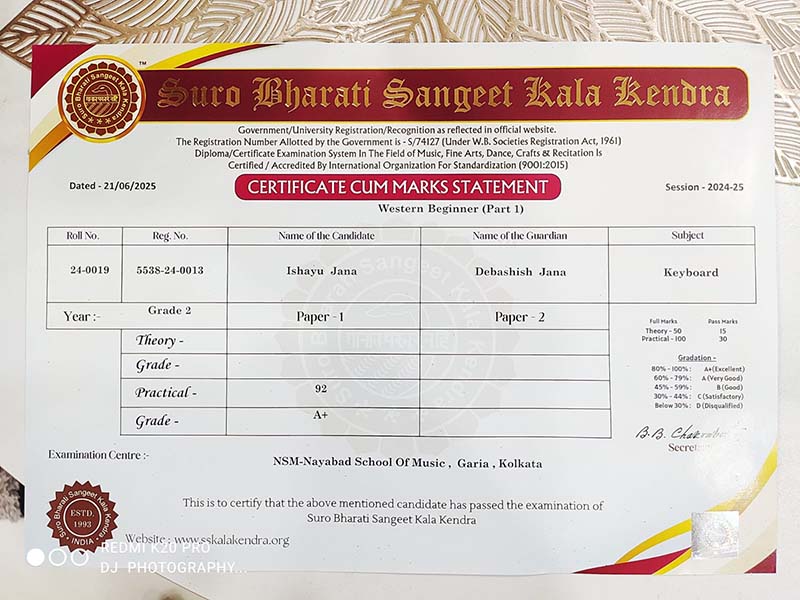 TM
Suro Bharati Sangeet Kala Kendra
Suro Bharati Sangeet Kala Kendra
Government/University Registration/Recognition as reflected in official website.
The Registration Number Allotted by the Government is - S/74127 (Under W.B. Societies Registration Act, 1961)
Diploma/Certificate Examination System In The Field of Music, Fine Arts, Dance, Crafts & Recitation Is
Certified / Accredited By International Organization For Standardization (9001:2015)
Dated - 21/06/2025
CERTIFICATE CUM MARKS STATEMENT
Session - 2024-25
Western Beginner (Part 1)
Roll No. Reg. No. Name of the Candidate Name of the Guardian Subject
24-0019 5538-24-0013 Ishayu Jana Debashish Jana Keyboard
Year :- Grade 2 Paper - 1 Paper - 2
Theory -
Grade -
Practical - 92
Grade - A+
Full Marks Pass Marks
Theory - 50 15
Practical - 100 30
Gradation -
80% - 100% : A+(Excellent)
60% - 79% : A (Very Good)
45% - 59% : B (Good)
30% - 44% : C (Satisfactory)
Below 30% : D (Disqualified)
B.B.
Examination Centre :-
NSM-Nayabad School Of Music , Garia , Kolkata
This is to certify that the above mentioned candidate has passed the examination of
Suro Bharati Sangeet Kala Kendra
Suro Bharati Sangeet Kala Kendra
ESTD.
1993
INDIA
Website : www.sskalakendra.org
REDMI K20 PRO
DJ PHOTOGRAPHY...